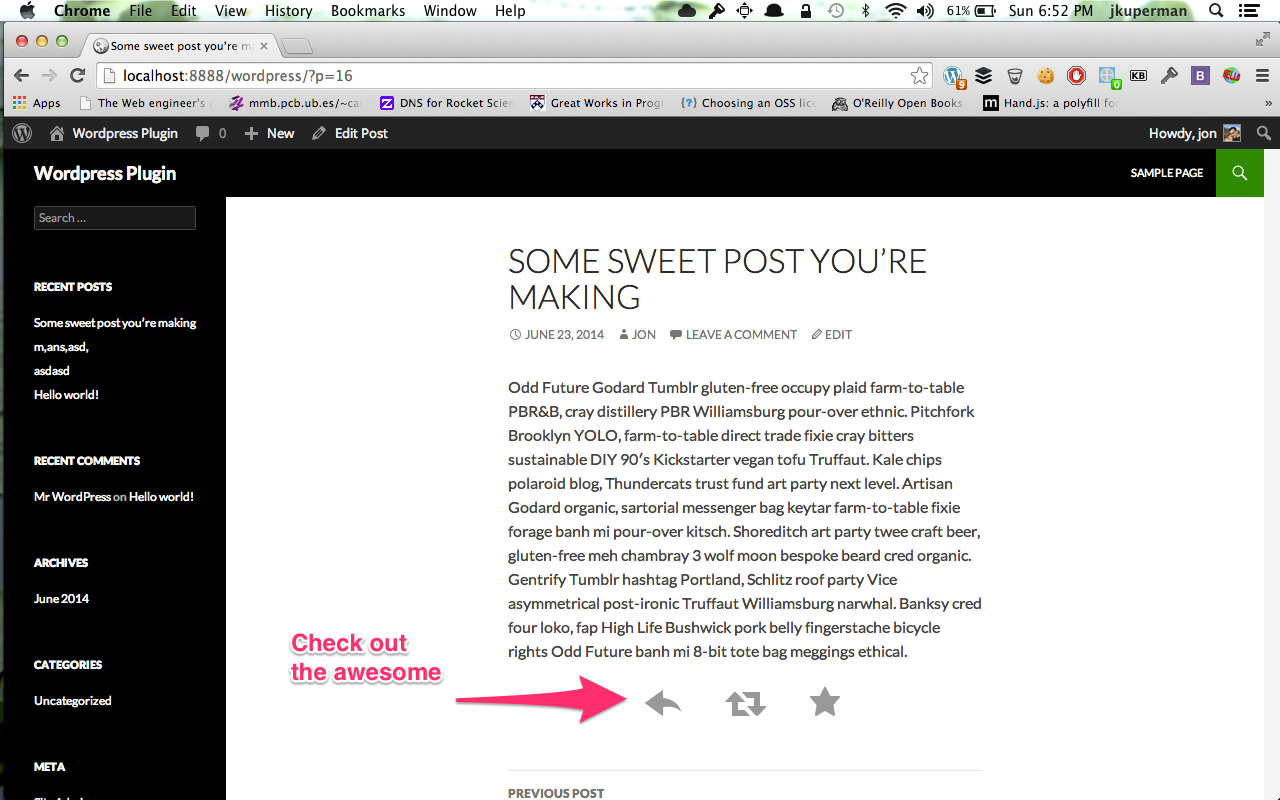 Chrome File Edit View History Bookmarks Window Help 61% Sun 6:52 PM jkuperman
Some sweet post you're m
localhost:8888/wordpress/?p=16
9 0 KB B
Apps The Web engineer's mmb.pcb.ub.es/~ca DNS for Rocket Scien Great Works in Prog Choosing an OSS lice O'Reilly Open Books m Hand.js: a polyfill fo »
Wordpress Plugin 0 + New Edit Post Howdy, jon
Wordpress Plugin SAMPLE PAGE
Search ...
SOME SWEET POST YOU’RE
MAKING
JUNE 23, 2014 JON LEAVE A COMMENT EDIT
RECENT POSTS
Some sweet post you’re making
m,ans,asd,
asdasd
Hello world!
RECENT COMMENTS
Mr WordPress on Hello world!
ARCHIVES
June 2014
CATEGORIES
Uncategorized
META
Odd Future Godard Tumblr gluten-free occupy plaid farm-to-table
PBR&B, cray distillery PBR Williamsburg pour-over ethnic. Pitchfork
Brooklyn YOLO, farm-to-table direct trade fixie cray bitters
sustainable DIY 90’s Kickstarter vegan tofu Truffaut. Kale chips
polaroid blog, Thundercats trust fund art party next level. Artisan
Godard organic, sartorial messenger bag keytar farm-to-table fixie
forage banh mi pour-over kitsch. Shoreditch art party twee craft beer,
gluten-free meh chambray 3 wolf moon bespoke beard cred organic.
Gentrify Tumblr hashtag Portland, Schlitz roof party Vice
asymmetrical post-ironic Truffaut Williamsburg narwhal. Banksy cred
four loko, fap High Life Bushwick pork belly fingerstache bicycle
rights Odd Future banh mi 8-bit tote bag meggings ethical.
Check out
the awesome
PREVIOUS POST